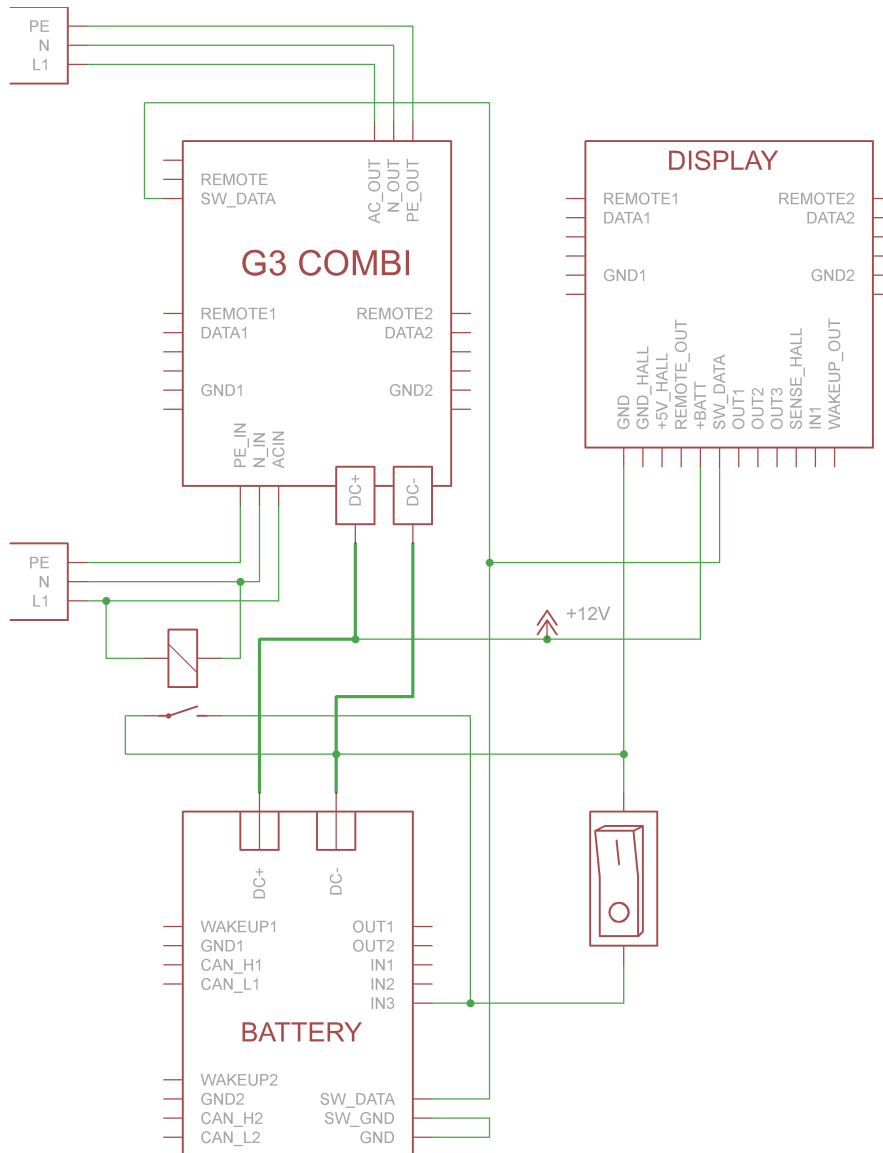 PE
N
L1
REMOTE
SW_DATA
AC_OUT
N_OUT
PE_OUT
G3 COMBI
REMOTE1
DATA1
GND1
REMOTE2
DATA2
GND2
PE_IN
N_IN
ACIN
DC+
DC-
DISPLAY
REMOTE1
DATA1
GND1
REMOTE2
DATA2
GND2
GND
GND_HALL
+5V_HALL
REMOTE_OUT
+BATT
SW_DATA
OUT1
OUT2
OUT3
SENSE_HALL
IN1
WAKEUP_OUT
PE
N
L1
+12V
DC+
DC-
WAKEUP1
GND1
CAN_H1
CAN_L1
OUT1
OUT2
IN1
IN2
IN3
BATTERY
WAKEUP2
GND2
CAN_H2
CAN_L2
SW_DATA
SW_GND
GND